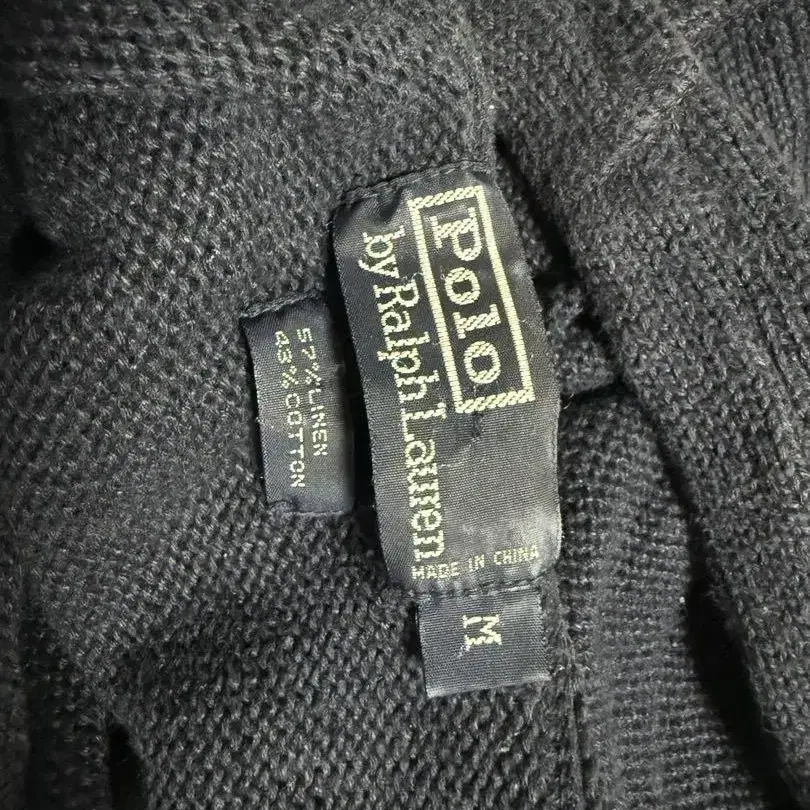 Polo
by Ralph Lauren
MADE IN CHINA
M
57% LINEN
43% COTTON